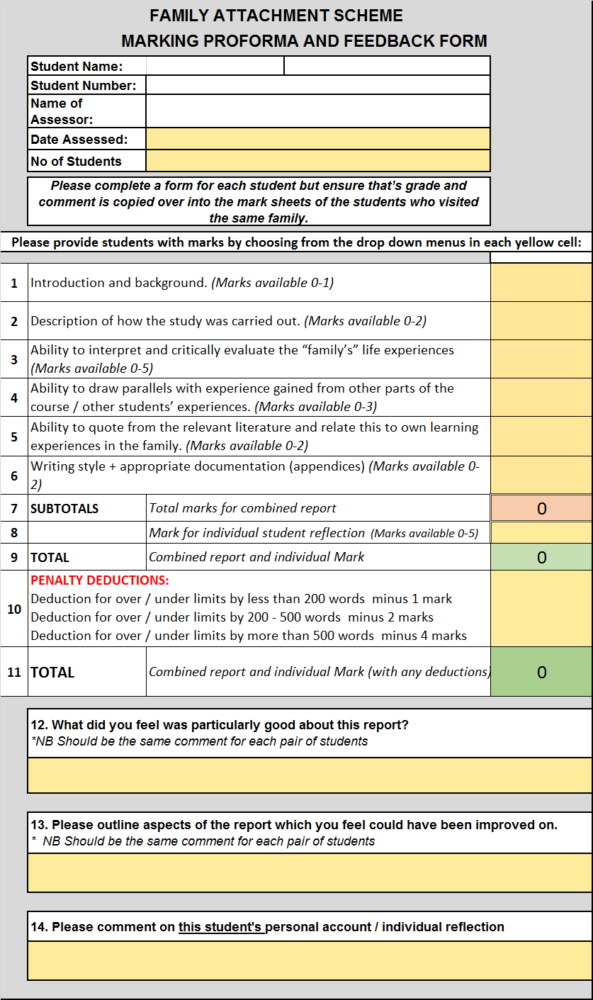 FAMILY ATTACHMENT SCHEME
MARKING PROFORMA AND FEEDBACK FORM
Student Name:
Student Number:
Name of
Assessor:
Date Assessed:
No of Students
Please complete a form for each student but ensure that's grade and
comment is copied over into the mark sheets of the students who visited
the same family.
Please provide students with marks by choosing from the drop down menus in each yellow cell:
1 Introduction and background. (Marks available 0-1)
2 Description of how the study was carried out. (Marks available 0-2)
3 Ability to interpret and critically evaluate the “family’s” life experiences
(Marks available 0-5)
4 Ability to draw parallels with experience gained from other parts of the
course / other students’ experiences. (Marks available 0-3)
5 Ability to quote from the relevant literature and relate this to own learning
experiences in the family. (Marks available 0-2)
6 Writing style + appropriate documentation (appendices) (Marks available 0-
2)
7 SUBTOTALS Total marks for combined report 0
8 Mark for individual student reflection (Marks available 0-5)
9 TOTAL Combined report and individual Mark 0
10 PENALTY DEDUCTIONS:
Deduction for over / under limits by less than 200 words minus 1 mark
Deduction for over / under limits by 200 - 500 words minus 2 marks
Deduction for over / under limits by more than 500 words minus 4 marks
11 TOTAL Combined report and individual Mark (with any deductions) 0
12. What did you feel was particularly good about this report?
*NB Should be the same comment for each pair of students
13. Please outline aspects of the report which you feel could have been improved on.
* NB Should be the same comment for each pair of students
14. Please comment on this student's personal account / individual reflection